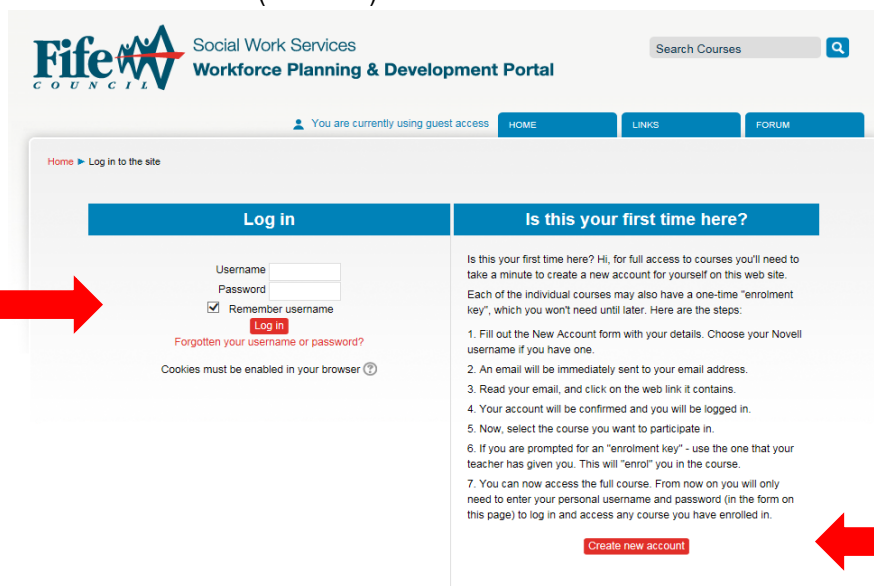 Fife
COUNCIL
Social Work Services
Workforce Planning & Development Portal
Search Courses
You are currently using guest access
HOME
LINKS
FORUM
Home ► Log in to the site
Log in
Username
Password
Remember username
Log in
Forgotten your username or password?
Cookies must be enabled in your browser
Is this your first time here?
Is this your first time here? Hi, for full access to courses you'll need to
take a minute to create a new account for yourself on this web site.
Each of the individual courses may also have a one-time "enrolment
key", which you won't need until later. Here are the steps:
1. Fill out the New Account form with your details. Choose your Novell
username if you have one.
2. An email will be immediately sent to your email address.
3. Read your email, and click on the web link it contains.
4. Your account will be confirmed and you will be logged in.
5. Now, select the course you want to participate in.
6. If you are prompted for an "enrolment key" - use the one that your
teacher has given you. This will "enrol" you in the course.
7. You can now access the full course. From now on you will only
need to enter your personal username and password (in the form on
this page) to log in and access any course you have enrolled in.
Create new account